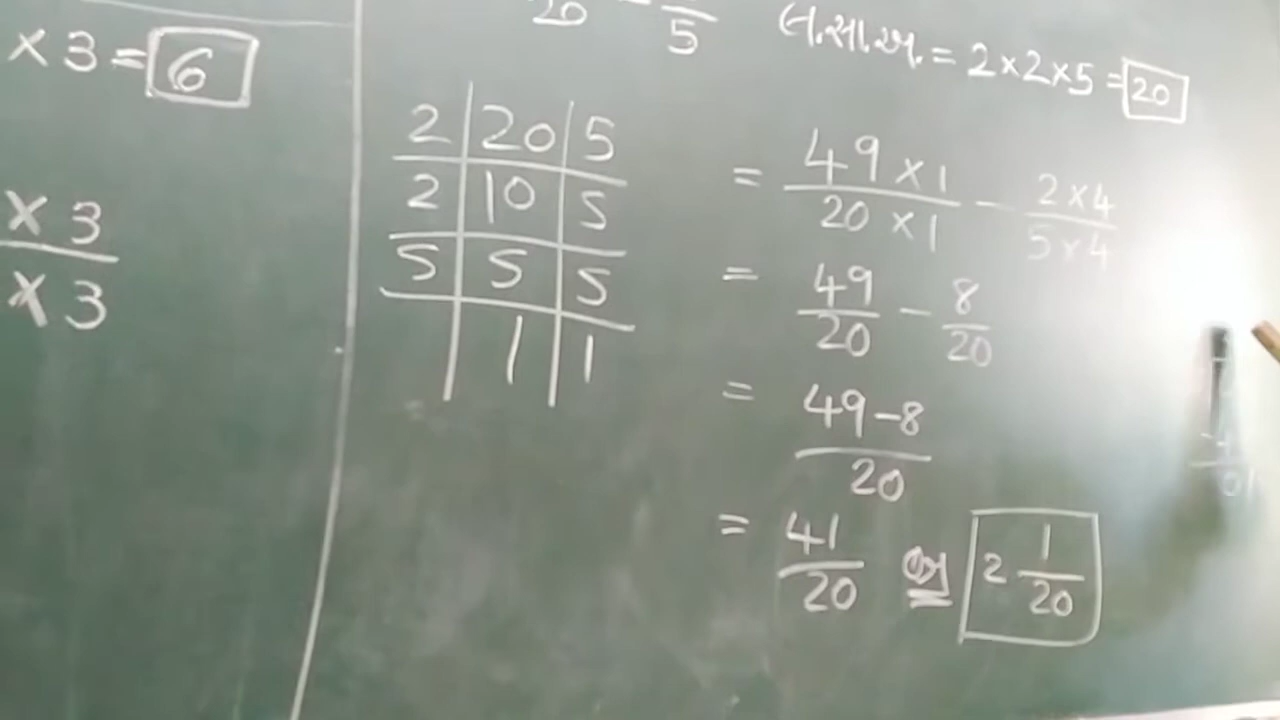 × 3 = 6
× 3
× 3
20 - 5
લ.સા.અ. = 2×2×5 = 20
2 | 20 | 5
2 | 10 | 5
5 | 5 | 5
1 | 1
= 49 × 1 / 20 × 1 - 2 × 4 / 5 × 4
= 49/20 - 8/20
= 49 - 8 / 20
= 41/20 2 1/20